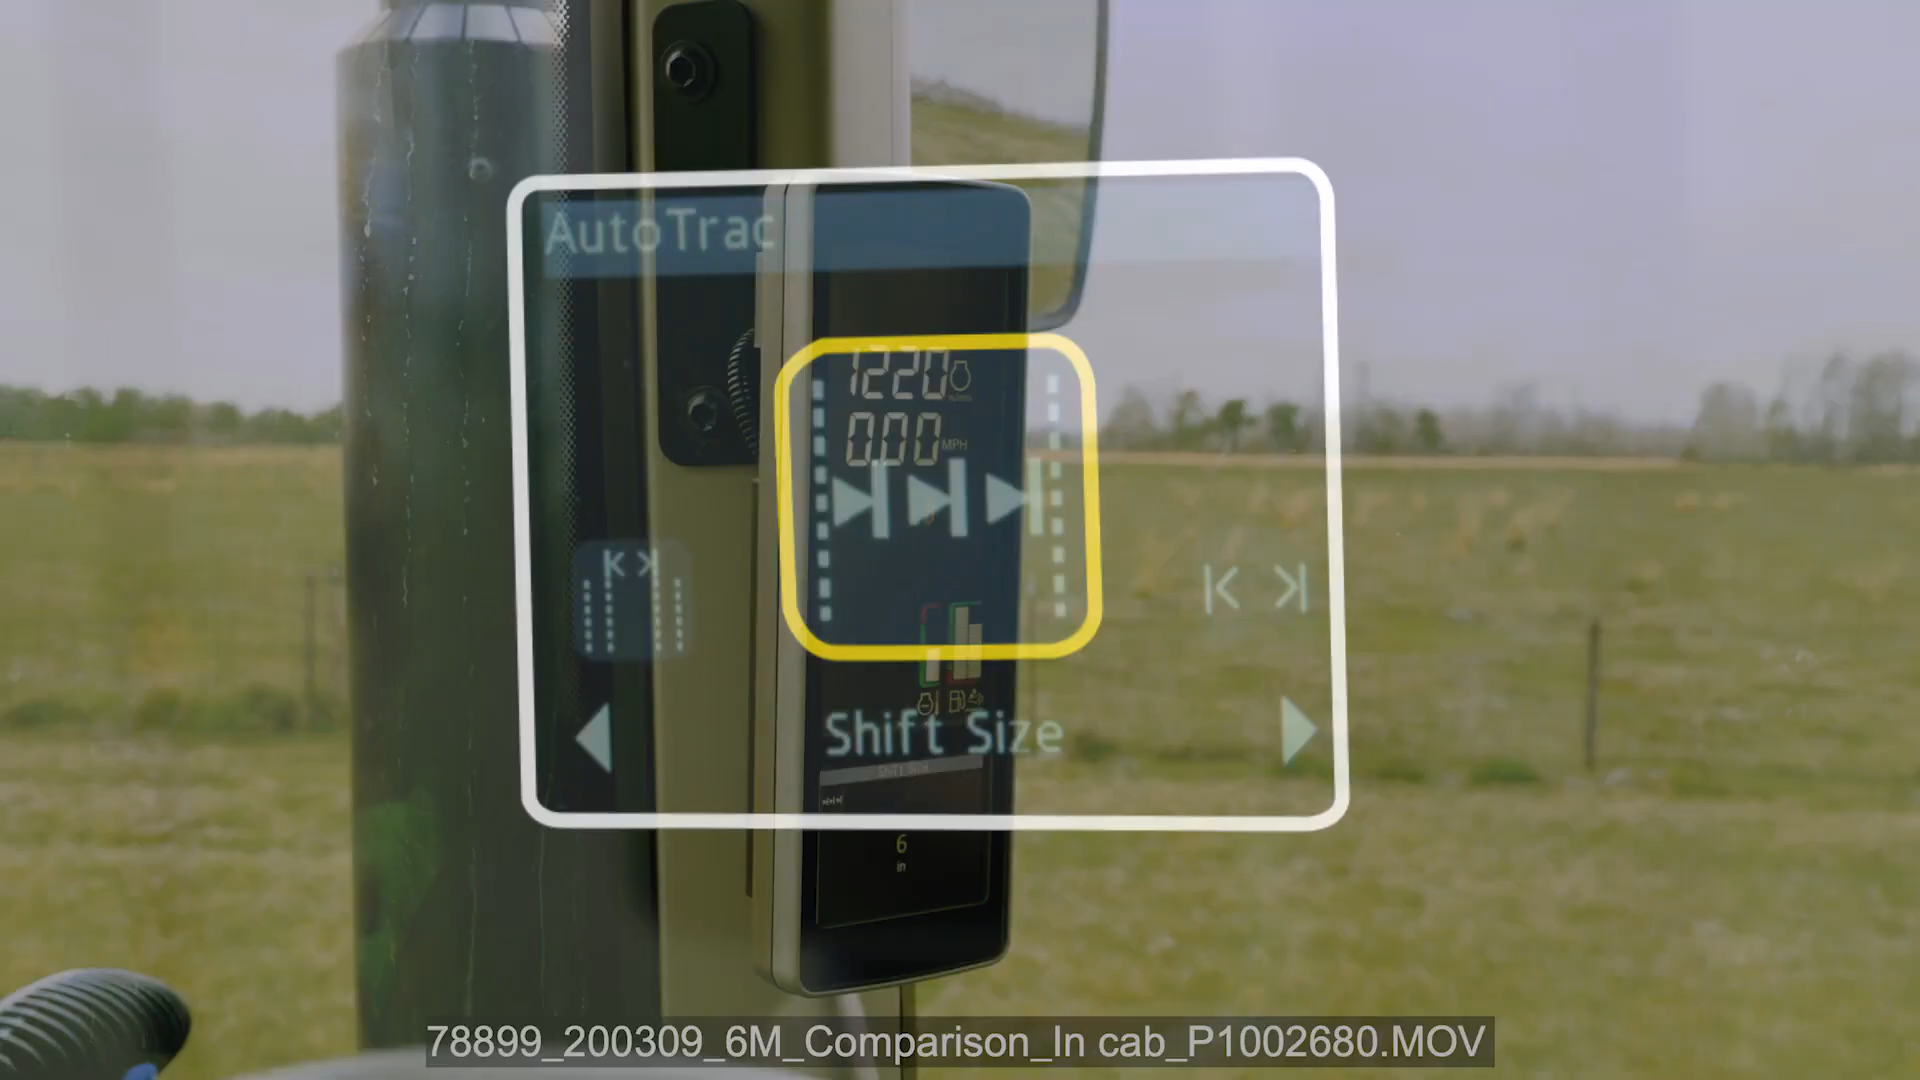 AutoTrac
1220
0.00 MPH
Shift Size
6
in
78899_200309_6M_Comparison_In cab_P1002680.MOV